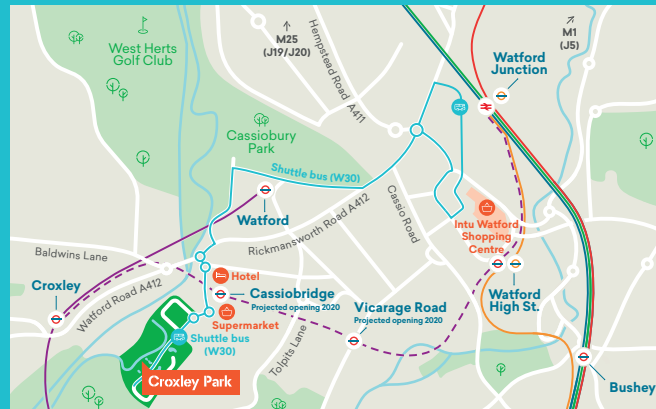 West Herts
Golf Club
M25
(J19/J20)
Hempstead Road A411
M1
(J5)
Watford
Junction
Cassiobury
Park
Shuttle bus (W30)
Watford
Rickmansworth Road A412
Cassio Road
Intu Watford
Shopping
Centre
Baldwins Lane
Croxley
Watford Road A412
Hotel
Cassiobridge
Projected opening 2020
Supermarket
Vicarage Road
Projected opening 2020
Watford
High St.
Shuttle bus
(W30)
Tolpits Lane
Croxley Park
Bushey